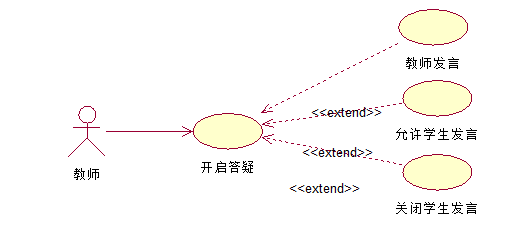 教师发言
<<extend>>
允许学生发言
<<extend>>
开启答疑
教师
<<extend>>
关闭学生发言